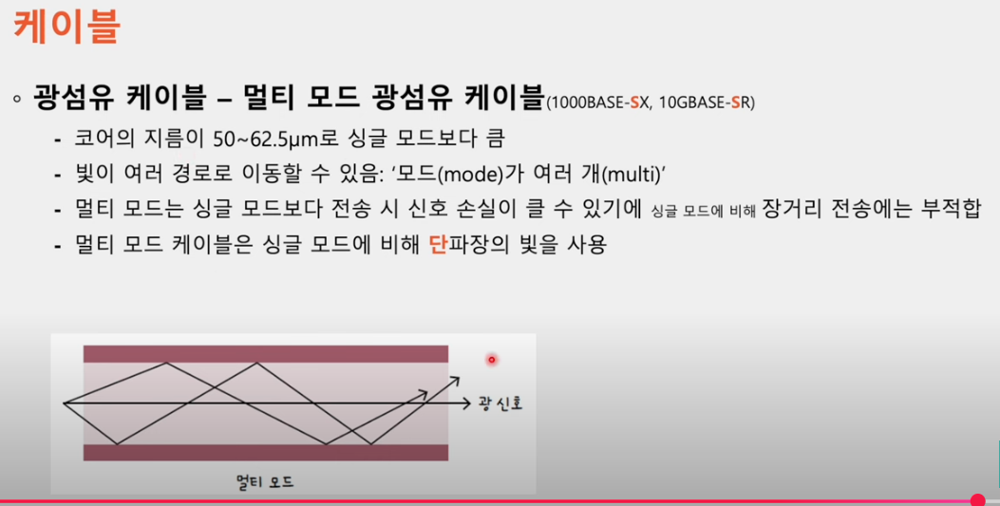 케이블
◦ 광섬유 케이블 – 멀티 모드 광섬유 케이블(1000BASE-SX, 10GBASE-SR)
- 코어의 지름이 50~62.5μm로 싱글 모드보다 큼
- 빛이 여러 경로로 이동할 수 있음: ‘모드(mode)가 여러 개(multi)’
- 멀티 모드는 싱글 모드보다 전송 시 신호 손실이 클 수 있기에 싱글 모드에 비해 장거리 전송에는 부적합
- 멀티 모드 케이블은 싱글 모드에 비해 단파장의 빛을 사용
광 신호
멀티 모드